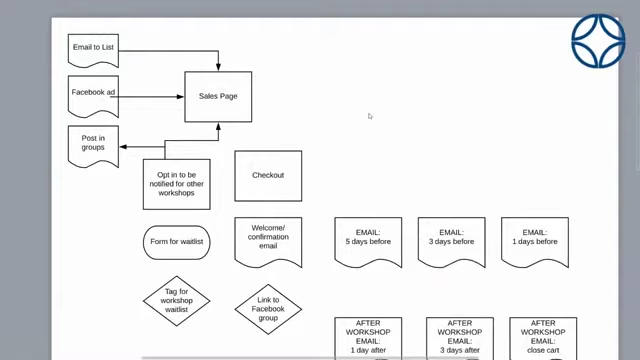 Email to List
Facebook ad
Sales Page
Post in
groups
Opt in to be
notified for other
workshops
Checkout
Form for waitlist
Welcome/
confirmation
email
EMAIL:
5 days before
EMAIL:
3 days before
EMAIL:
1 day before
Tag for
workshop
waitlist
Link to
Facebook
group
AFTER
WORKSHOP
EMAIL:
1 day after
AFTER
WORKSHOP
EMAIL:
3 days after
AFTER
WORKSHOP
EMAIL:
close cart